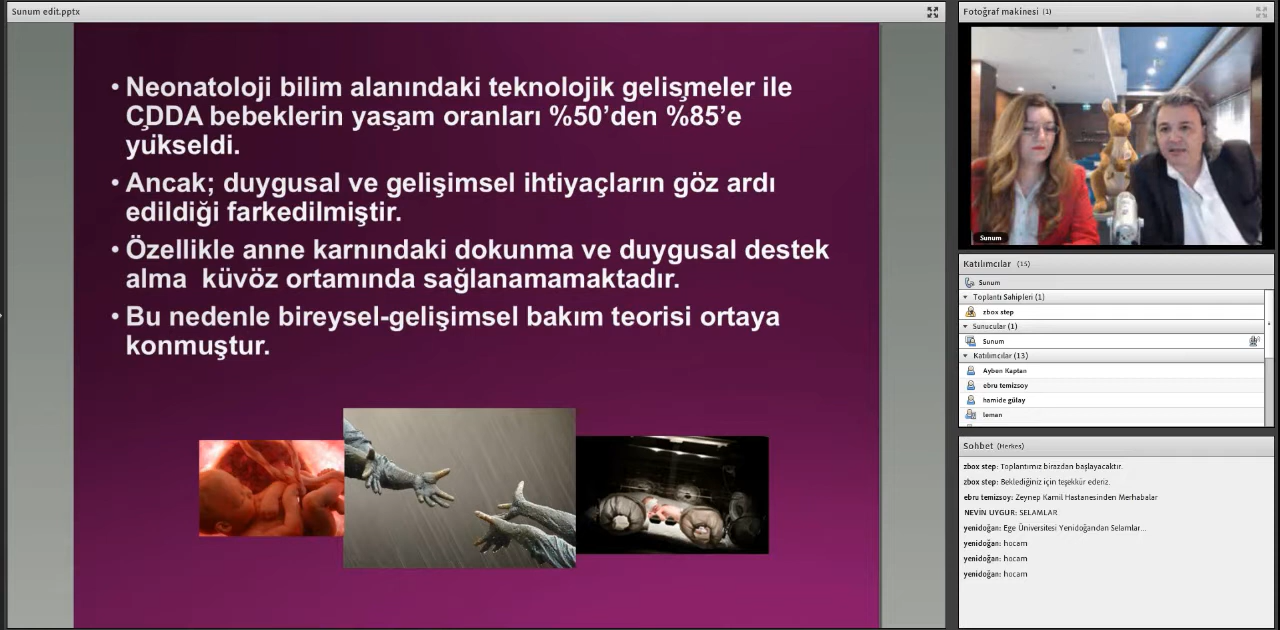 Sunum edit.pptx
• Neonatoloji bilim alanındaki teknolojik gelişmeler ile
ÇDDA bebeklerin yaşam oranları %50’den %85’e
yükseldi.
• Ancak; duygusal ve gelişimsel ihtiyaçların göz ardı
edildiği farkedilmiştir.
• Özellikle anne karnındaki dokunma ve duygusal destek
alma küvöz ortamında sağlanamamaktadır.
• Bu nedenle bireysel-gelişimsel bakım teorisi ortaya
konmuştur.
Fotoğraf makinesi (1)
Sunum
Katılımcılar (15)
Sunum
Toplantı Sahipleri (1)
zbox step
Sunucular (1)
Sunum
Katılımcılar (13)
Ayben Kaptan
ebru temizsoy
hamide gülay
leman
Sohbet (Herkes)
zbox step: Toplantımız birazdan başlayacaktır.
zbox step: Beklediğiniz için teşekkür ederiz.
ebru temizsoy: Zeynep Kamil Hastanesinden Merhabalar
NEVİN UYGUR: SELAMLAR
yenidoğan: Ege Üniversitesi Yenidoğandan Selamlar...
yenidoğan: hocam
yenidoğan: hocam
yenidoğan: hocam